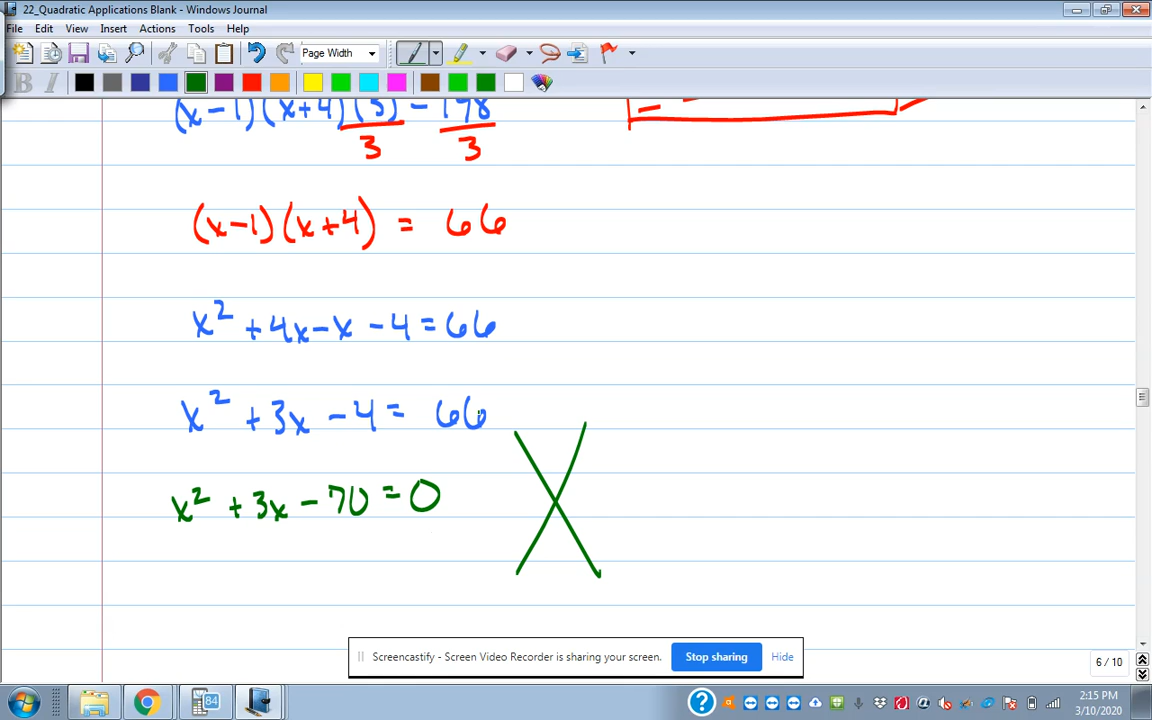 22_Quadratic Applications Blank - Windows Journal
File Edit View Insert Actions Tools Help
Page Width
B I
(x-1)(x+4)(3) = 198
3 3
(x-1)(x+4) = 66
x² + 4x - x - 4 = 66
x² + 3x - 4 = 66
x² + 3x - 70 = 0
Screencastify - Screen Video Recorder is sharing your screen. Stop sharing Hide
6 / 10
84
2:15 PM
3/10/2020